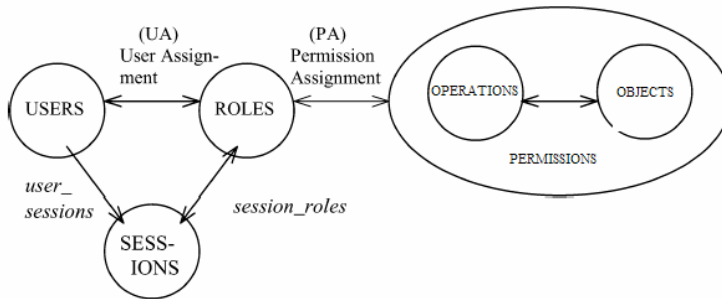 (UA)
User Assign-
ment
(PA)
Permission
Assignment
USERS
ROLES
OPERATIONS
OBJECTS
PERMISSIONS
user_
sessions
session_roles
SESS-
IONS